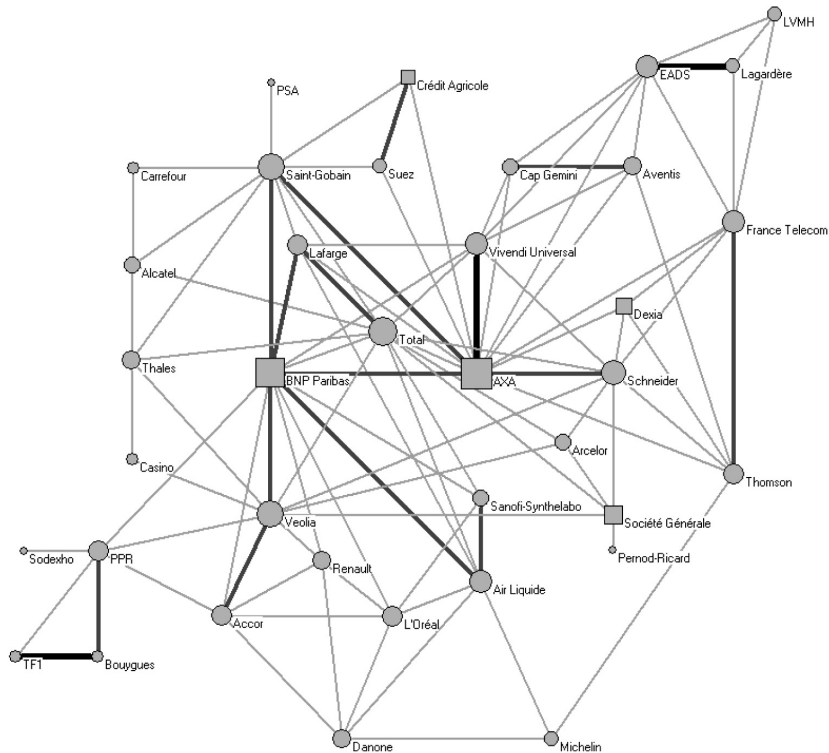 LVMH
EADS
Lagardère
PSA
Crédit Agricole
Carrefour
Saint-Gobain
Suez
Cap Gemini
Aventis
France Telecom
Lafarge
Vivendi Universal
Alcatel
Dexia
Total
Thales
BNP Paribas
AXA
Schneider
Arcelor
Casino
Thomson
Sanofi-Synthelabo
Veolia
Société Générale
Sodexho
PPR
Pernod-Ricard
Renault
Air Liquide
Accor
L'Oréal
TF1
Bouygues
Danone
Michelin